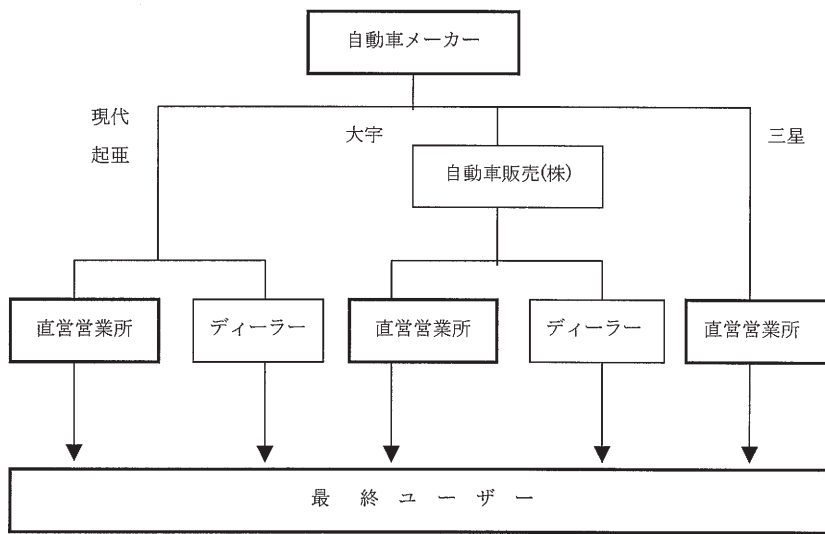 自動車メーカー
現代
起亜
大宇
三星
自動車販売(株)
直営営業所
ディーラー
直営営業所
ディーラー
直営営業所
最 終 ユ ー ザ ー